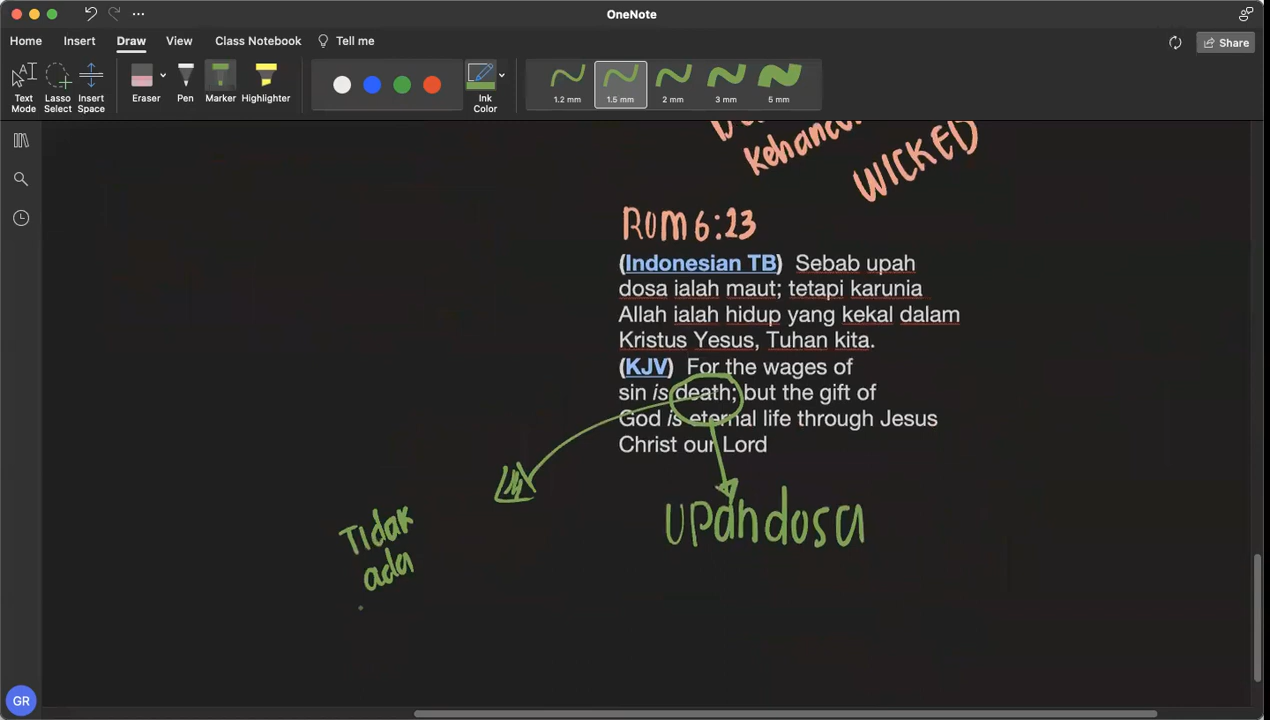 OneNote
Home Insert Draw View Class Notebook Tell me
Share
Text Mode
Lasso Select
Insert Space
Eraser
Pen
Marker
Highlighter
Ink Color
1.2 mm
1.5 mm
2 mm
3 mm
5 mm
WICKED
ROM 6:23
(Indonesian TB) Sebab upah
dosa ialah maut; tetapi karunia
Allah ialah hidup yang kekal dalam
Kristus Yesus, Tuhan kita.
(KJV) For the wages of
sin is death; but the gift of
God is eternal life through Jesus
Christ our Lord
upah dosa
Tidak
ada
GR